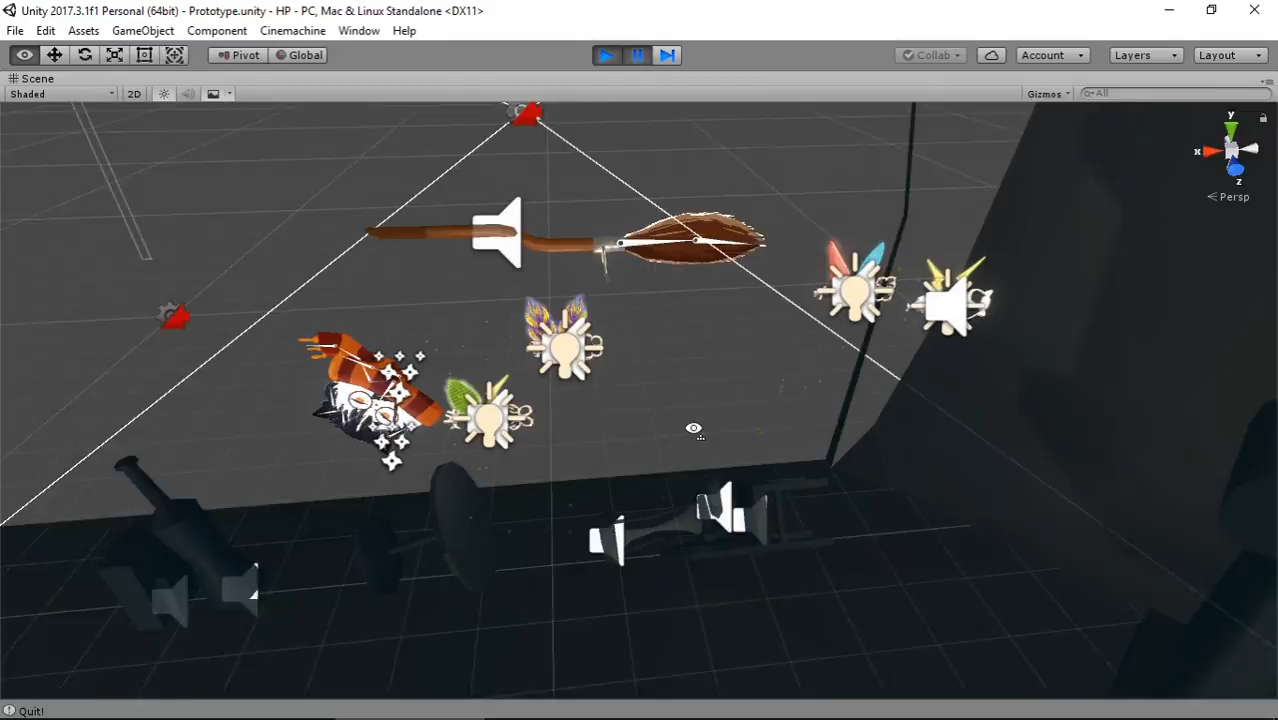 Unity 2017.3.1f1 Personal (64bit) - Prototype.unity - HP - PC, Mac & Linux Standalone <DX11>
File Edit Assets GameObject Component Cinemachine Window Help
Pivot Global Collab Account Layers Layout
Scene
Shaded 2D Gizmos All
y
x
z
Persp
Quit!